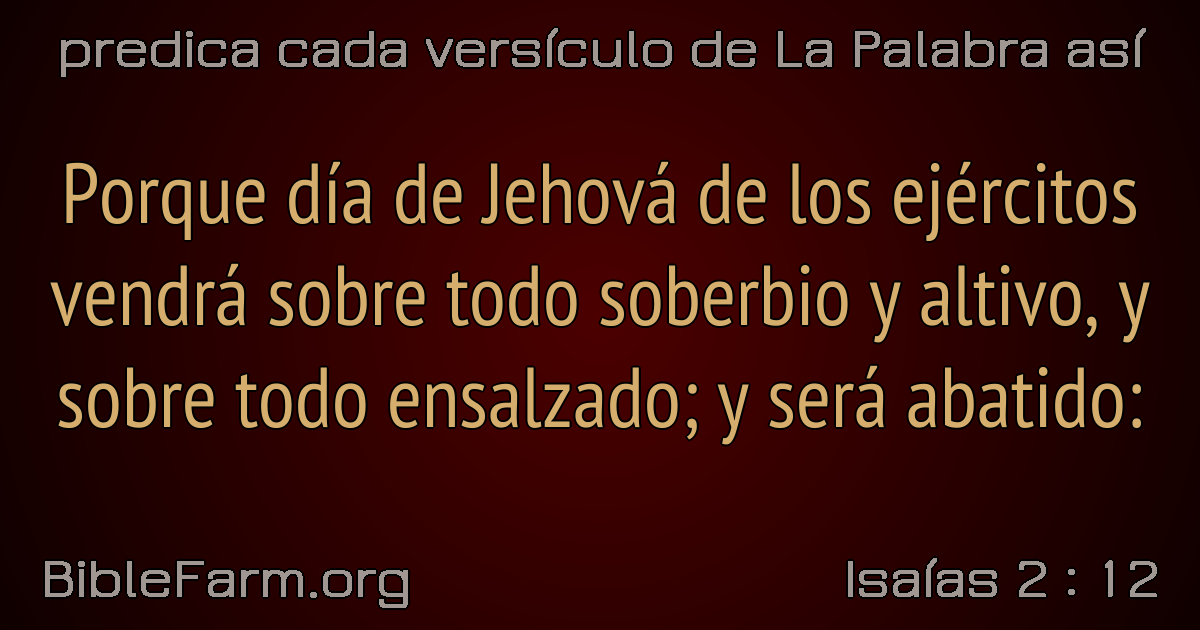 predica cada versículo de La Palabra así
Porque día de Jehová de los ejércitos
vendrá sobre todo soberbio y altivo, y
sobre todo ensalzado; y será abatido:
BibleFarm.org
Isaías 2 : 12